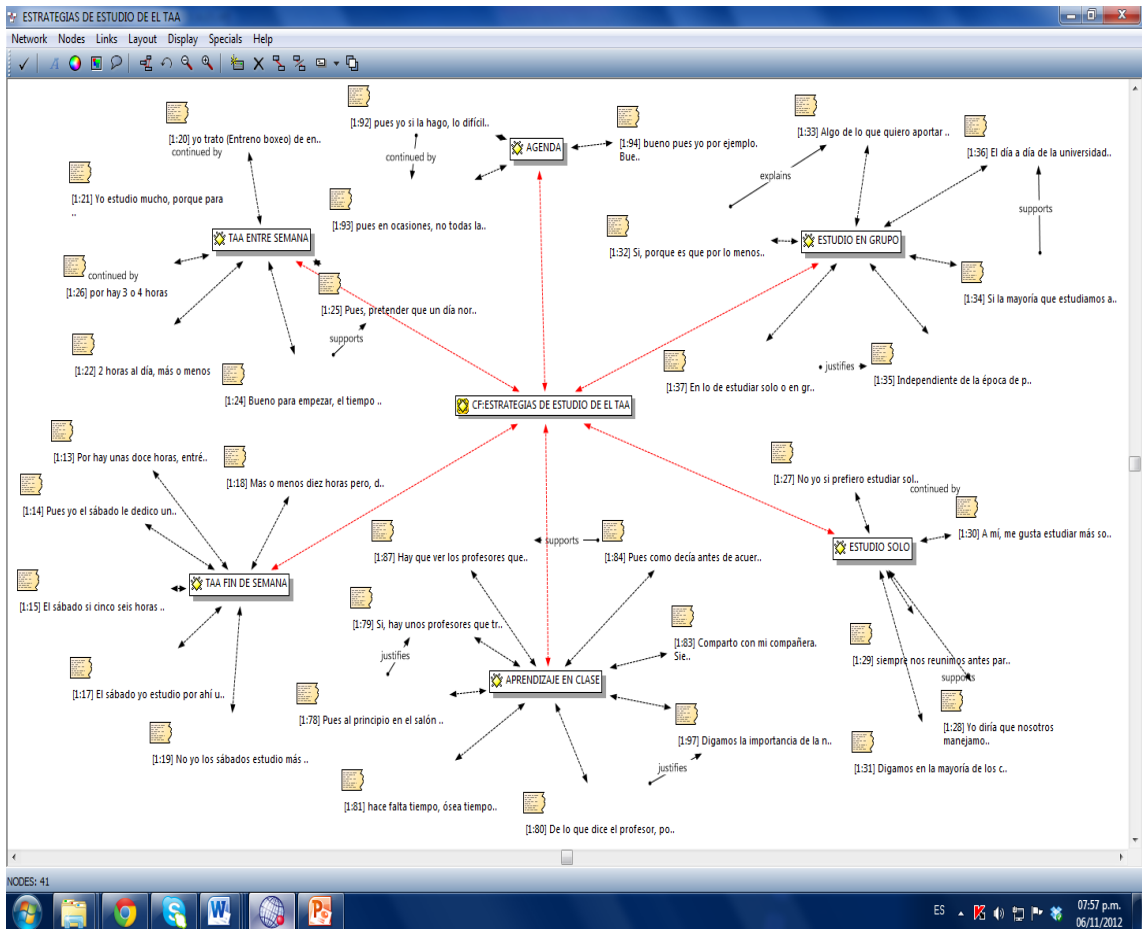 ESTRATEGIAS DE ESTUDIO DE EL TAA
Network Nodes Links Layout Display Specials Help
[1:92] pues yo si la hago, lo difícil..
continued by
AGENDA
[1:94] bueno pues yo por ejemplo.
Bue..
[1:93] pues en ocasiones, no todas la..
[1:20] yo trato (Entreno boxeo) de en..
continued by
[1:21] Yo estudio mucho, porque para
..
TAA ENTRE SEMANA
continued by
[1:26] por hay 3 o 4 horas
[1:25] Pues, pretender que un día nor..
supports
[1:22] 2 horas al día, más o menos
[1:24] Bueno para empezar, el tiempo ..
[1:33] Algo de lo que quiero aportar ..
[1:36] El día a día de la universidad..
explains
supports
ESTUDIO EN GRUPO
[1:32] Si, porque es que por lo menos..
[1:34] Si la mayoría que estudiamos a..
justifies
[1:37] En lo de estudiar solo o en gr..
[1:35] Independiente de la época de p..
CF:ESTRATEGIAS DE ESTUDIO DE EL TAA
[1:13] Por hay unas doce horas, entré..
[1:18] Mas o menos diez horas pero, d..
[1:14] Pues yo el sábado le dedico un..
TAA FIN DE SEMANA
[1:15] El sábado si cinco seis horas ..
[1:17] El sábado yo estudio por ahí u..
[1:19] No yo los sábados estudio más ..
[1:87] Hay que ver los profesores que..
supports
[1:84] Pues como decía antes de acuer..
[1:79] Si, hay unos profesores que tr..
justifies
[1:83] Comparto con mi compañera.
Sie..
APRENDIZAJE EN CLASE
[1:78] Pues al principio en el salón ..
[1:97] Digamos la importancia de la n..
justifies
[1:81] hace falta tiempo, ósea tiempo..
[1:80] De lo que dice el profesor, po..
[1:27] No yo si prefiero estudiar sol..
continued by
[1:30] A mí, me gusta estudiar más so..
ESTUDIO SOLO
[1:29] siempre nos reunimos antes par..
supports
[1:28] Yo diría que nosotros
manejamo..
[1:31] Digamos en la mayoría de los c..
NODES: 41
ES
07:57 p.m.
06/11/2012